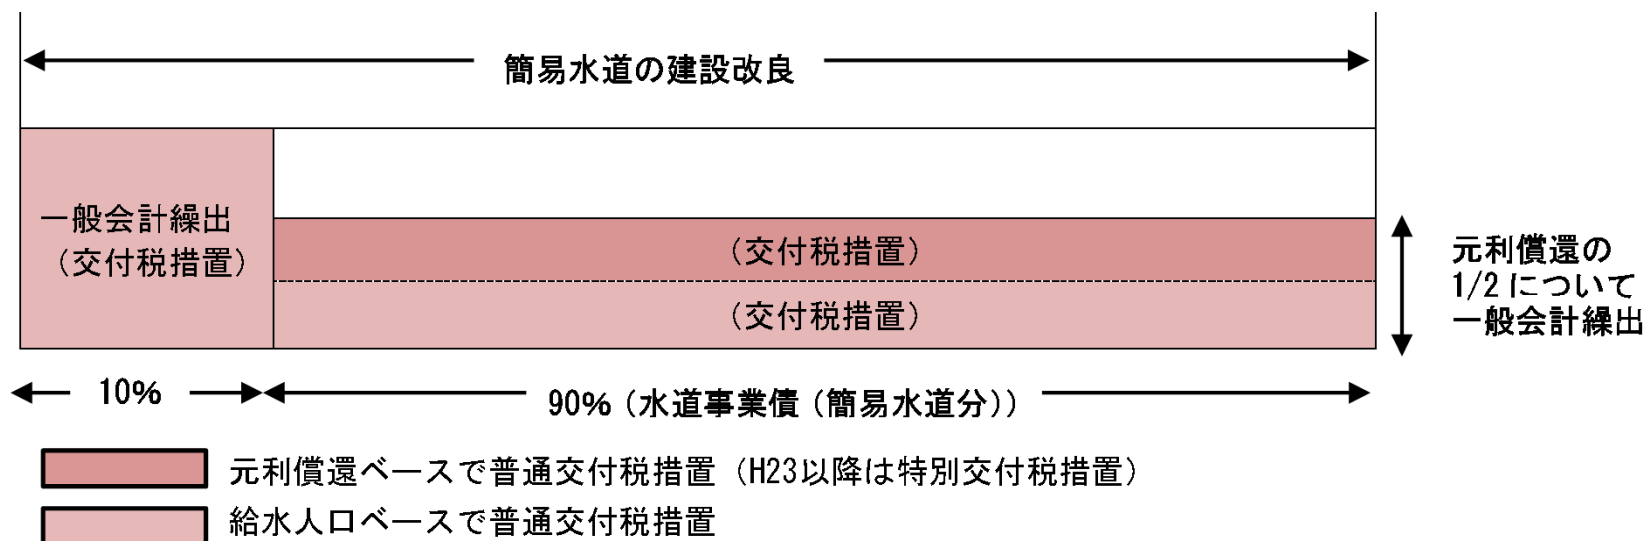 簡易水道の建設改良
一般会計繰出
（交付税措置）
（交付税措置）
（交付税措置）
元利償還の
1/2について
一般会計繰出
10%
90%（水道事業債（簡易水道分））
元利償還ベースで普通交付税措置（H23以降は特別交付税措置）
給水人口ベースで普通交付税措置